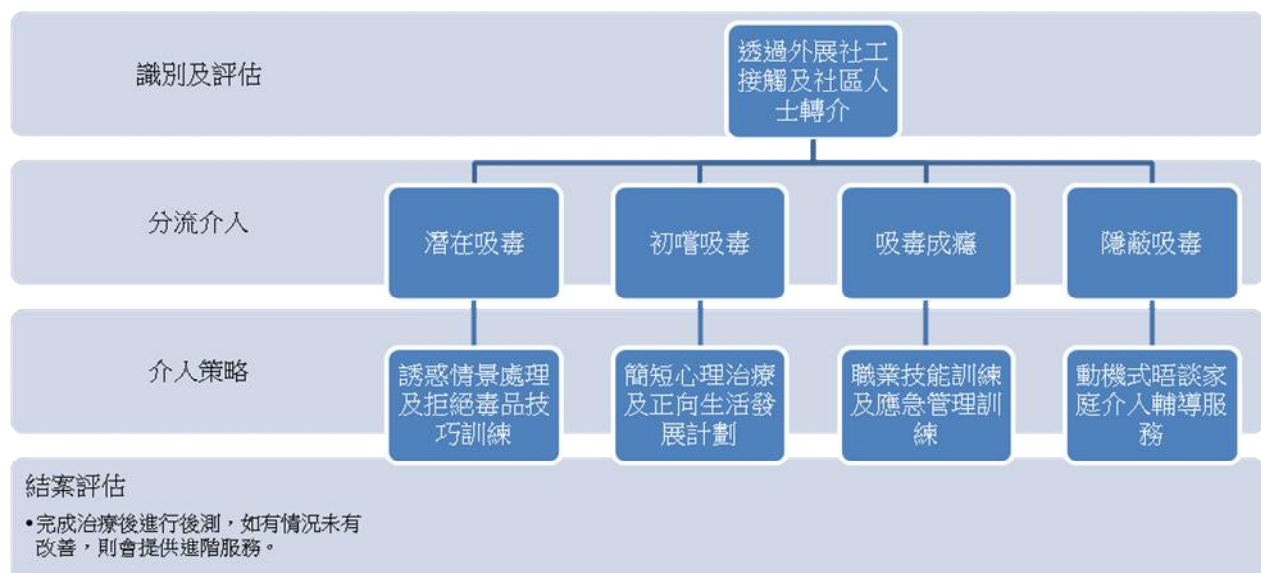 識別及評估
透過外展社工
接觸及社區人
士轉介
分流介入
潛在吸毒
初嚐吸毒
吸毒成癮
隱蔽吸毒
介入策略
誘惑情景處理
及拒絕毒品技
巧訓練
簡短心理治療
及正向生活發
展計劃
職業技能訓練
及應急管理訓
練
動機式晤談家
庭介入輔導服
務
結案評估
•完成治療後進行後測，如有情況未有
改善，則會提供進階服務。